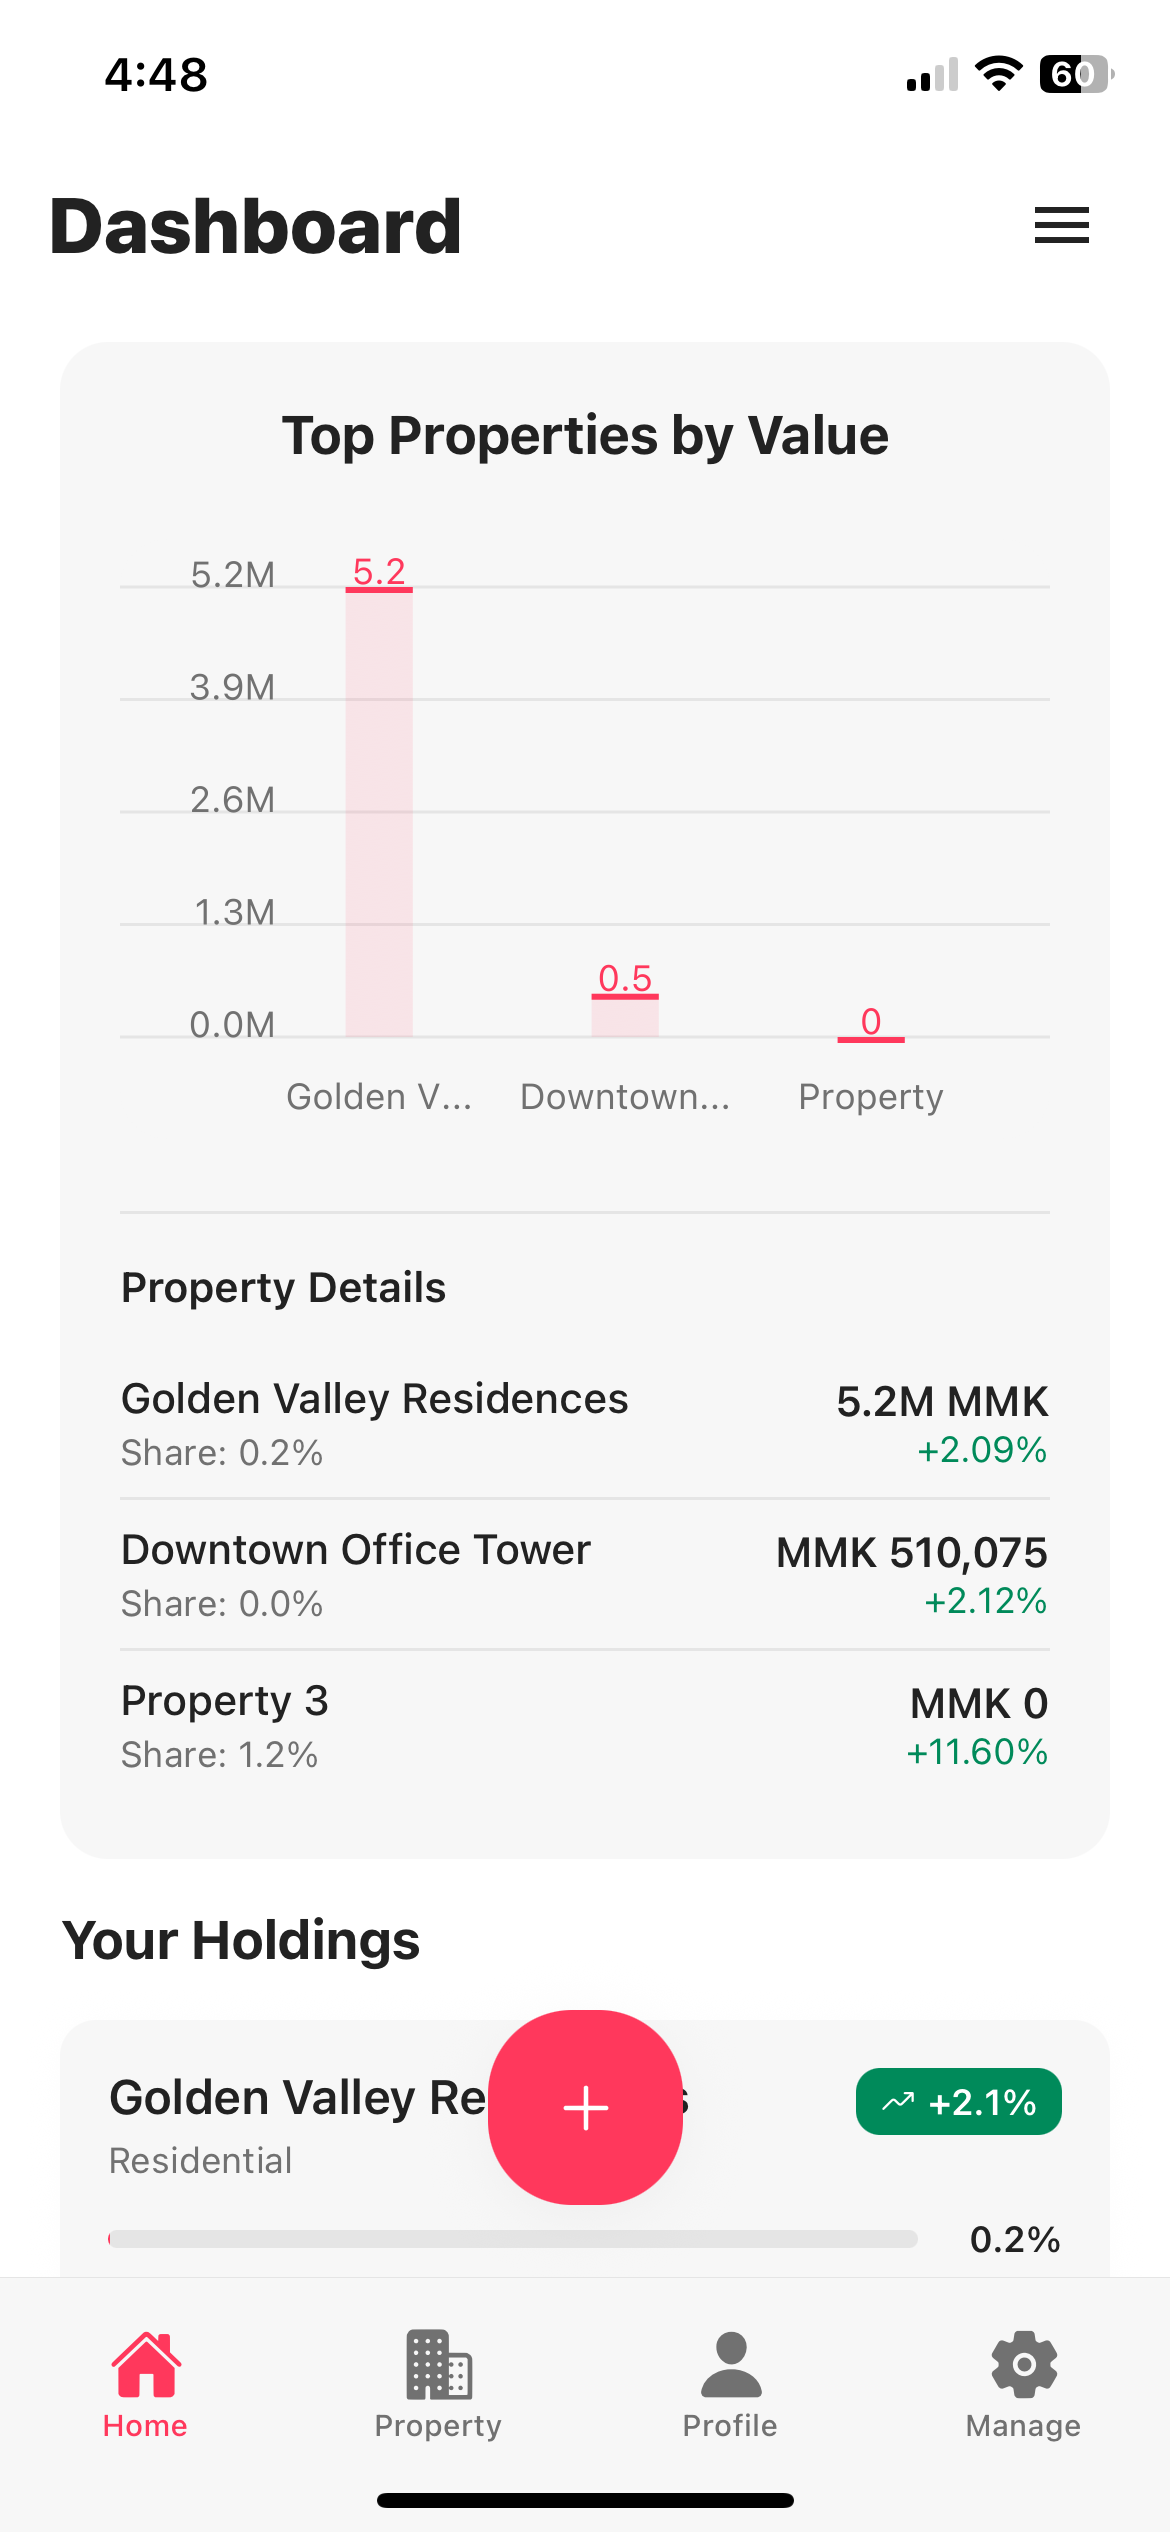 4:48
60
Dashboard
Top Properties by Value
5.2M
5.2
3.9M
2.6M
1.3M
0.5
0.0M
0
Golden V... Downtown... Property
Property Details
Golden Valley Residences 5.2M MMK
Share: 0.2% +2.09%
Downtown Office Tower MMK 510,075
Share: 0.0% +2.12%
Property 3 MMK 0
Share: 1.2% +11.60%
Your Holdings
Golden Valley Re s +2.1%
Residential
0.2%
Home Property Profile Manage